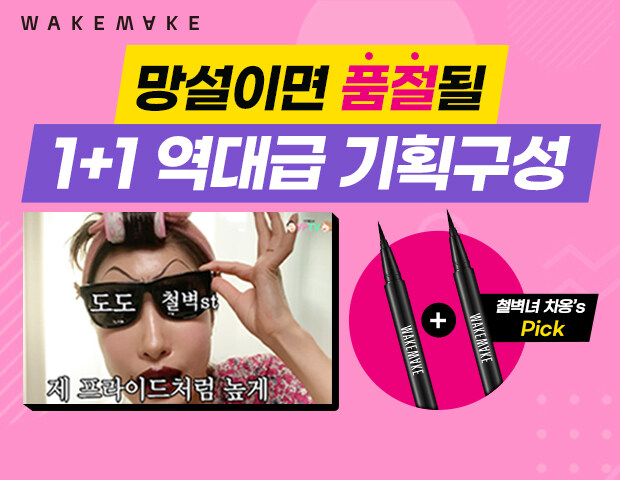 WAKEMAKE
망설이면 품절될
1+1 역대급 기획구성
도도 철벽st
제 프라이드처럼 높게
WAKEMAKE
+
WAKEMAKE
철벽녀 차옹's
Pick